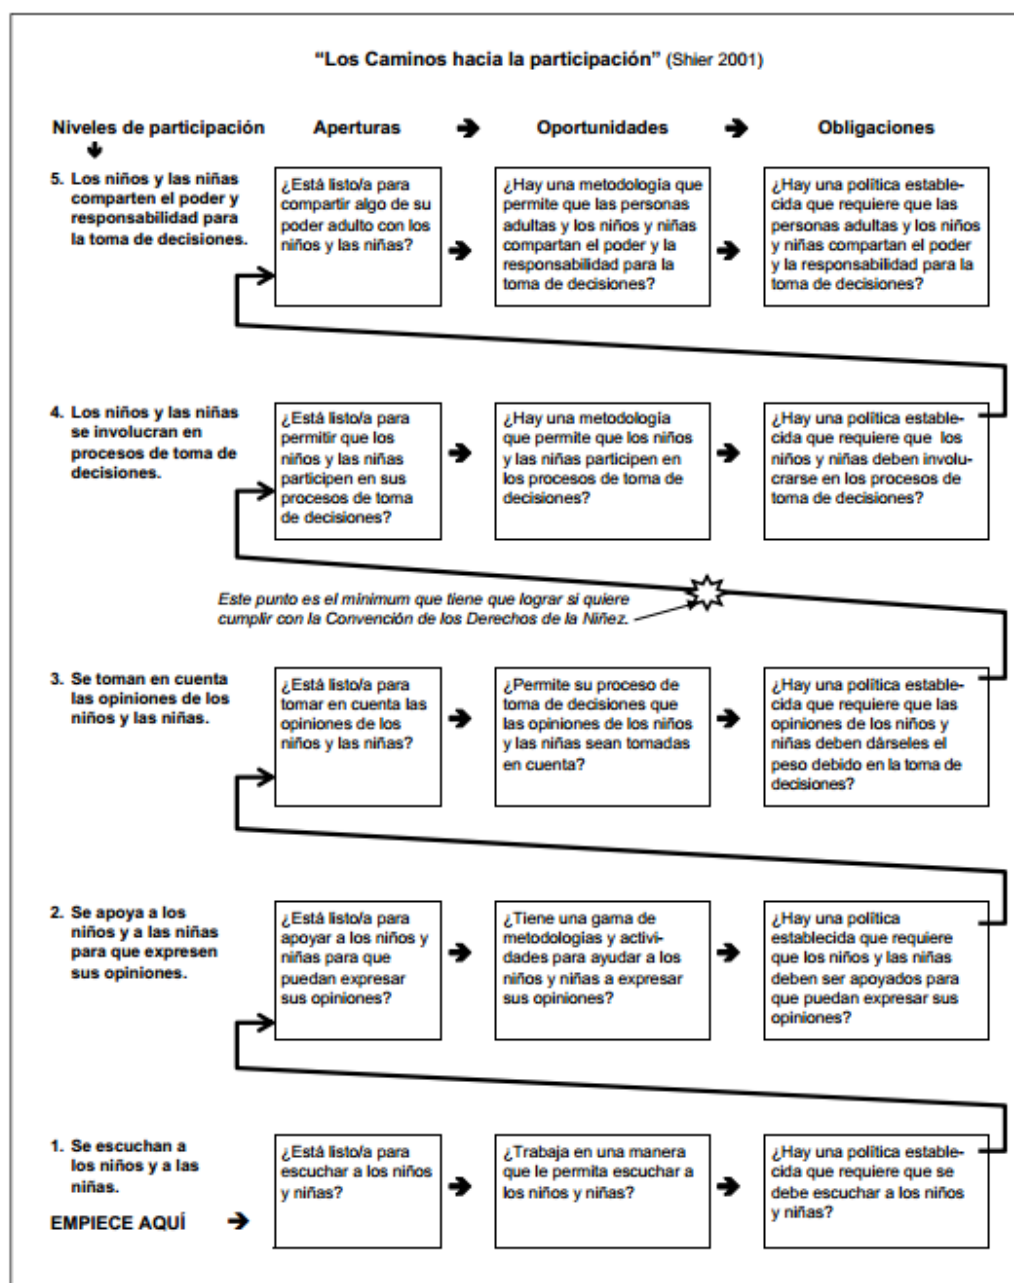 “Los Caminos hacia la participación” (Shier 2001)
Niveles de participación
Aperturas
Oportunidades
Obligaciones
5. Los niños y las niñas
comparten el poder y
responsabilidad para
la toma de decisiones.
¿Está listo/a para
compartir algo de su
poder adulto con los
niños y las niñas?
¿Hay una metodología que
permite que las personas
adultas y los niños y niñas
compartan el poder y la
responsabilidad para la
toma de decisiones?
¿Hay una política estable-
cida que requiere que las
personas adultas y los niños
y niñas compartan el poder
y la responsabilidad para la
toma de decisiones?
4. Los niños y las niñas
se involucran en
procesos de toma de
decisiones.
¿Está listo/a para
permitir que los
niños y las niñas
participen en sus
procesos de toma
de decisiones?
¿Hay una metodología
que permite que los niños
y las niñas participen en
los procesos de toma de
decisiones?
¿Hay una política estable-
cida que requiere que los
niños y niñas deben involu-
crarse en los procesos de
toma de decisiones?
Este punto es el minimum que tiene que lograr si quiere
cumplir con la Convención de los Derechos de la Niñez.
3. Se toman en cuenta
las opiniones de los
niños y las niñas.
¿Está listo/a para
tomar en cuenta las
opiniones de los
niños y las niñas?
¿Permite su proceso de
toma de decisiones que
las opiniones de los niños
y las niñas sean tomadas
en cuenta?
¿Hay una política estable-
cida que requiere que las
opiniones de los niños y
niñas deben dárseles el
peso debido en la toma de
decisiones?
2. Se apoya a los
niños y a las niñas
para que expresen
sus opiniones.
¿Está listo/a para
apoyar a los niños y
niñas para que
puedan expresar
sus opiniones?
¿Tiene una gama de
metodologías y activi-
dades para ayudar a los
niños y niñas a expresar
sus opiniones?
¿Hay una política
establecida que requiere
que los niños y las niñas
deben ser apoyados para
que puedan expresar sus
opiniones?
1. Se escuchan a
los niños y a las
niñas.
EMPIECE AQUÍ
¿Está listo/a para
escuchar a los niños
y niñas?
¿Trabaja en una manera
que le permita escuchar a
los niños y niñas?
¿Hay una política estable-
cida que requiere que se
debe escuchar a los niños
y niñas?